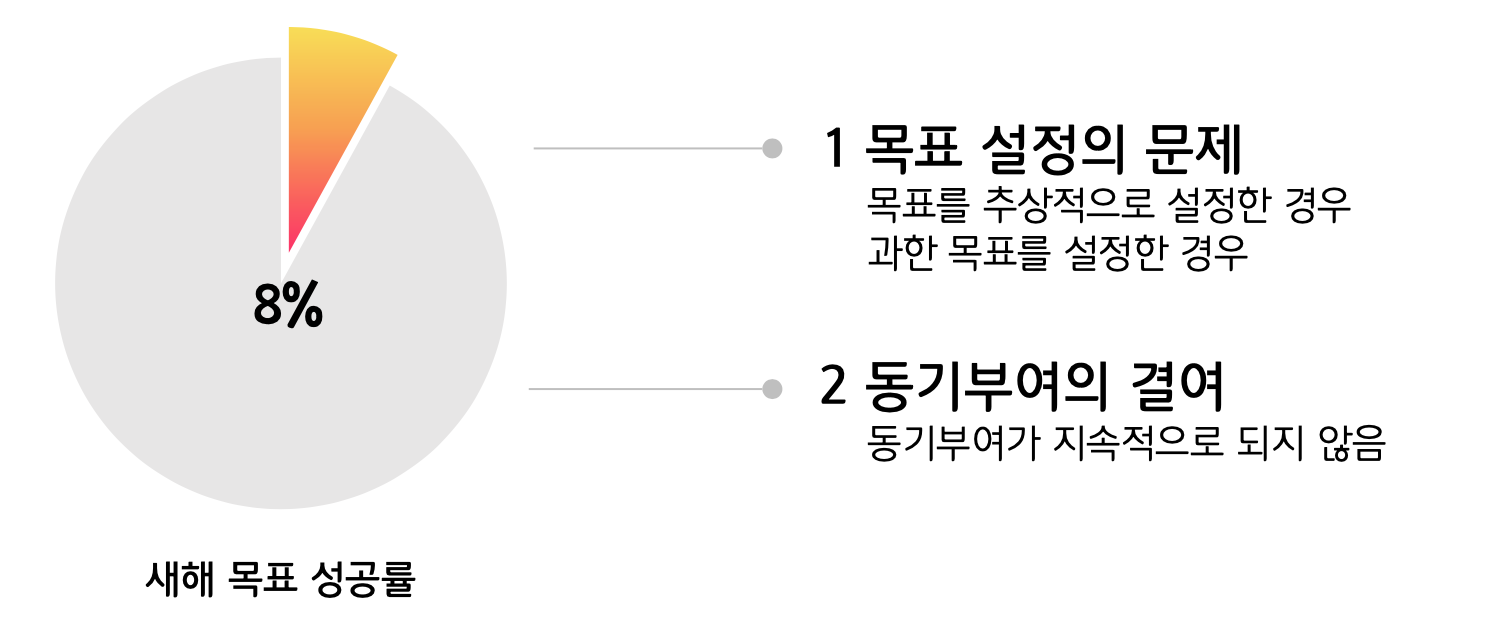 8%
새해 목표 성공률
1 목표 설정의 문제
목표를 추상적으로 설정한 경우
과한 목표를 설정한 경우
2 동기부여의 결여
동기부여가 지속적으로 되지 않음